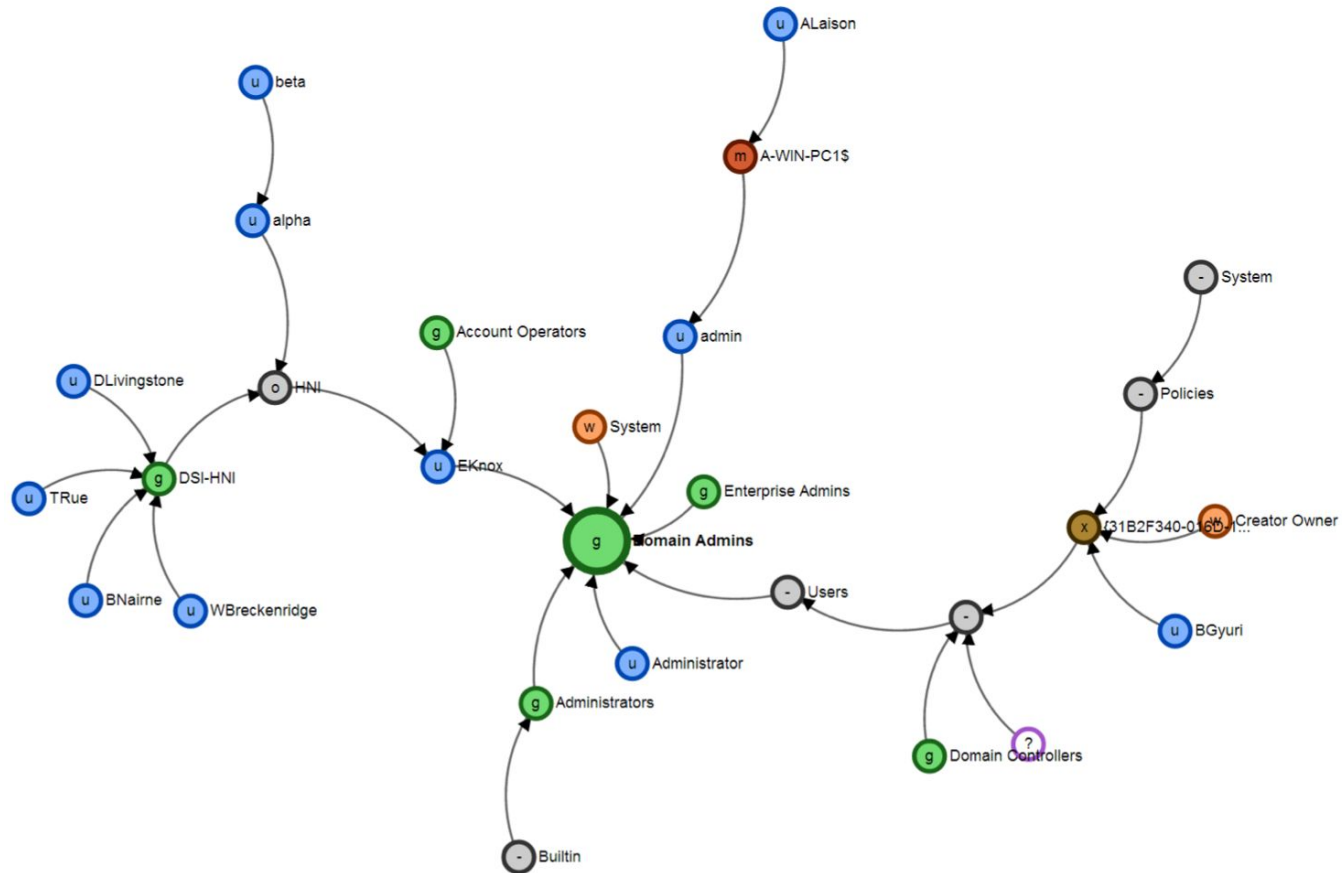 u ALaison
u beta
m A-WIN-PC1$
u alpha
- System
g Account Operators
u admin
u DLivingstone
o HNI
- Policies
w System
u EKnox
g DSI-HNI
g Enterprise Admins
u TRue
g Domain Admins
x {31B2F340-016D-1...
w Creator Owner
- Users
u BNairne
u WBreckenridge
-
u BGyuri
u Administrator
g Administrators
?
g Domain Controllers
- Builtin